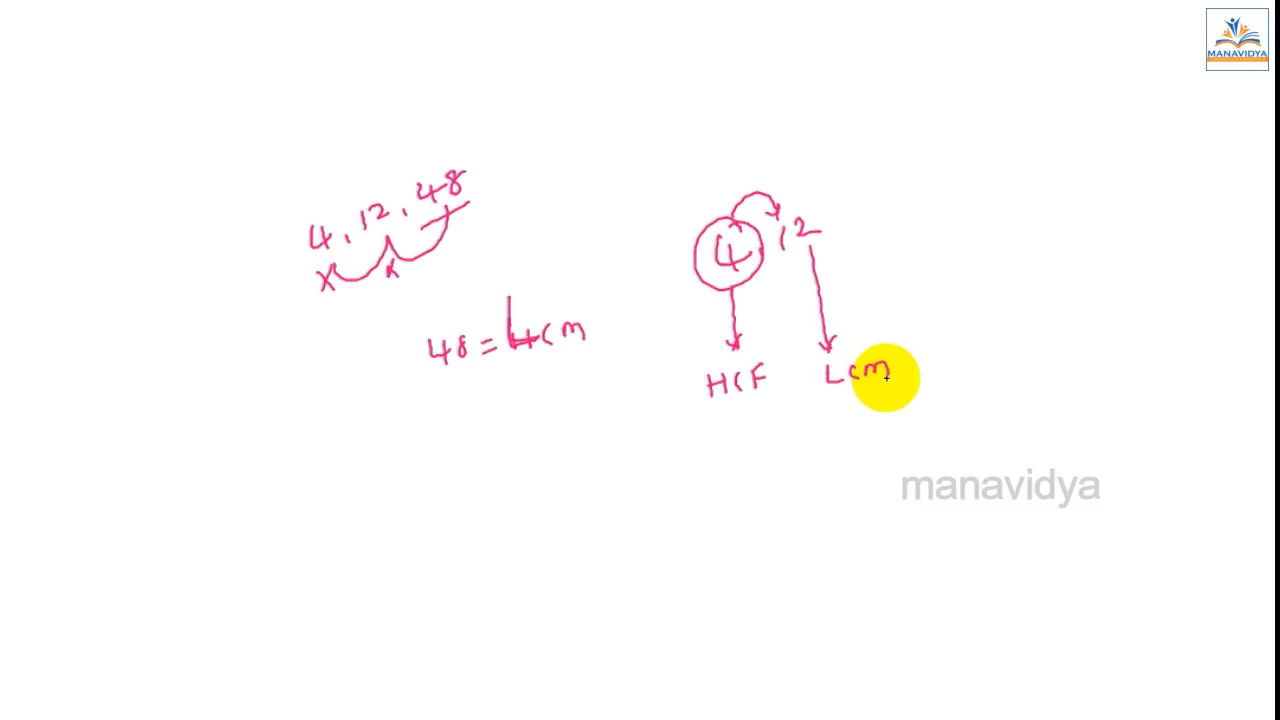 MANAVIDYA
4, 12, 48
4 12
48 = LCM
HCF LCM
manavidya